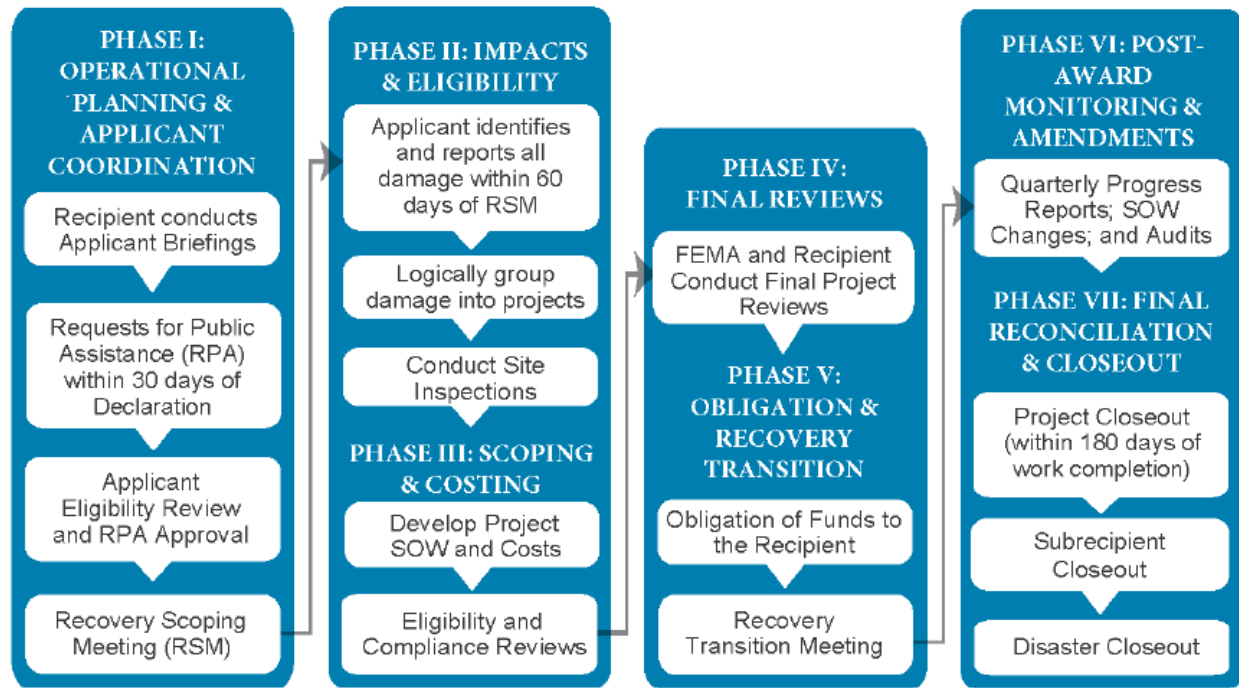 PHASE I:
OPERATIONAL
PLANNING &
APPLICANT
COORDINATION
Recipient conducts
Applicant Briefings
Requests for Public
Assistance (RPA)
within 30 days of
Declaration
Applicant
Eligibility Review
and RPA Approval
Recovery Scoping
Meeting (RSM)
PHASE II: IMPACTS
& ELIGIBILITY
Applicant identifies
and reports all
damage within 60
days of RSM
Logically group
damage into projects
Conduct Site
Inspections
PHASE III: SCOPING
& COSTING
Develop Project
SOW and Costs
Eligibility and
Compliance Reviews
PHASE IV:
FINAL REVIEWS
FEMA and Recipient
Conduct Final Project
Reviews
PHASE V:
OBLIGATION &
RECOVERY
TRANSITION
Obligation of Funds to
the Recipient
Recovery
Transition Meeting
PHASE VI: POST-
AWARD
MONITORING &
AMENDMENTS
Quarterly Progress
Reports; SOW
Changes; and Audits
PHASE VII: FINAL
RECONCILIATION
& CLOSEOUT
Project Closeout
(within 180 days of
work completion)
Subrecipient
Closeout
Disaster Closeout